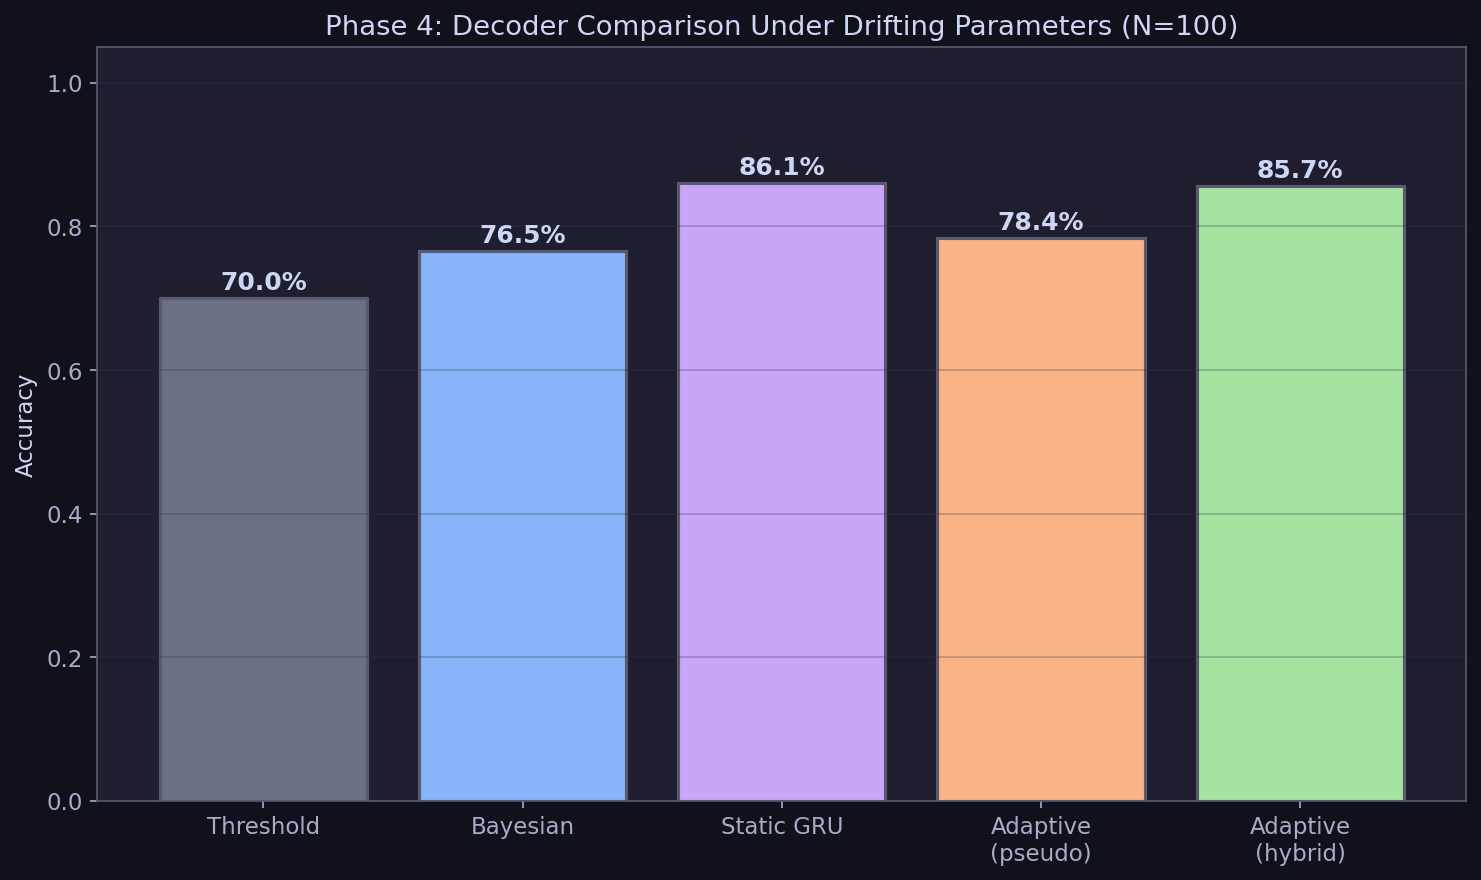 Phase 4: Decoder Comparison Under Drifting Parameters (N=100)
Accuracy
1.0
0.8
0.6
0.4
0.2
0.0
70.0%
76.5%
86.1%
78.4%
85.7%
Threshold
Bayesian
Static GRU
Adaptive
(pseudo)
Adaptive
(hybrid)